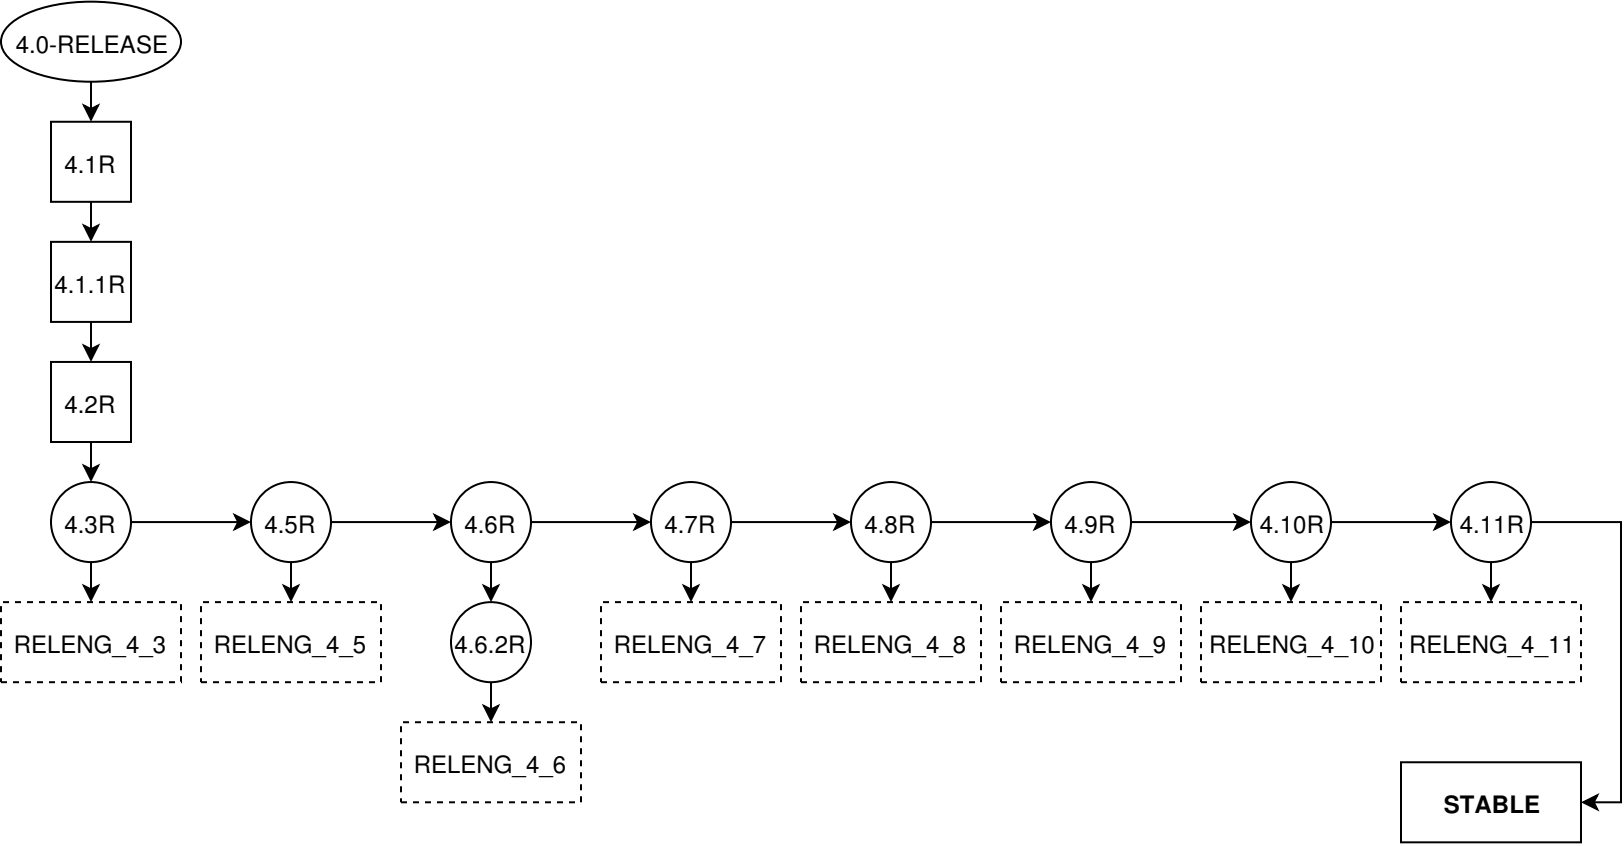 4.0-RELEASE
4.1R
4.1.1R
4.2R
4.3R
4.5R
4.6R
4.7R
4.8R
4.9R
4.10R
4.11R
RELENG_4_3
RELENG_4_5
4.6.2R
RELENG_4_7
RELENG_4_8
RELENG_4_9
RELENG_4_10
RELENG_4_11
RELENG_4_6
STABLE